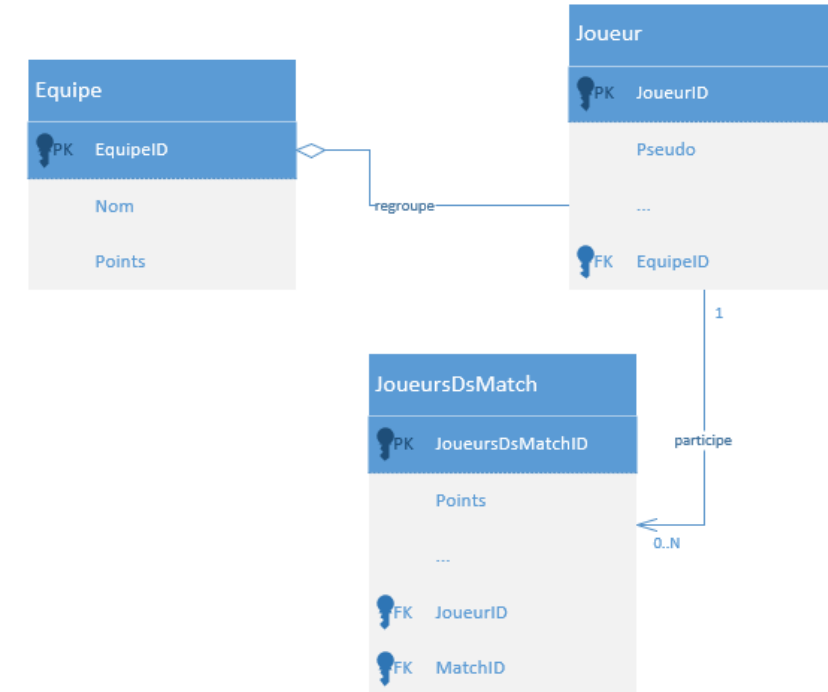 Equipe
PK EquipeID
Nom
Points
regroupe
Joueur
PK JoueurID
Pseudo
...
FK EquipeID
1
participe
0..N
JoueursDsMatch
PK JoueursDsMatchID
Points
...
FK JoueurID
FK MatchID